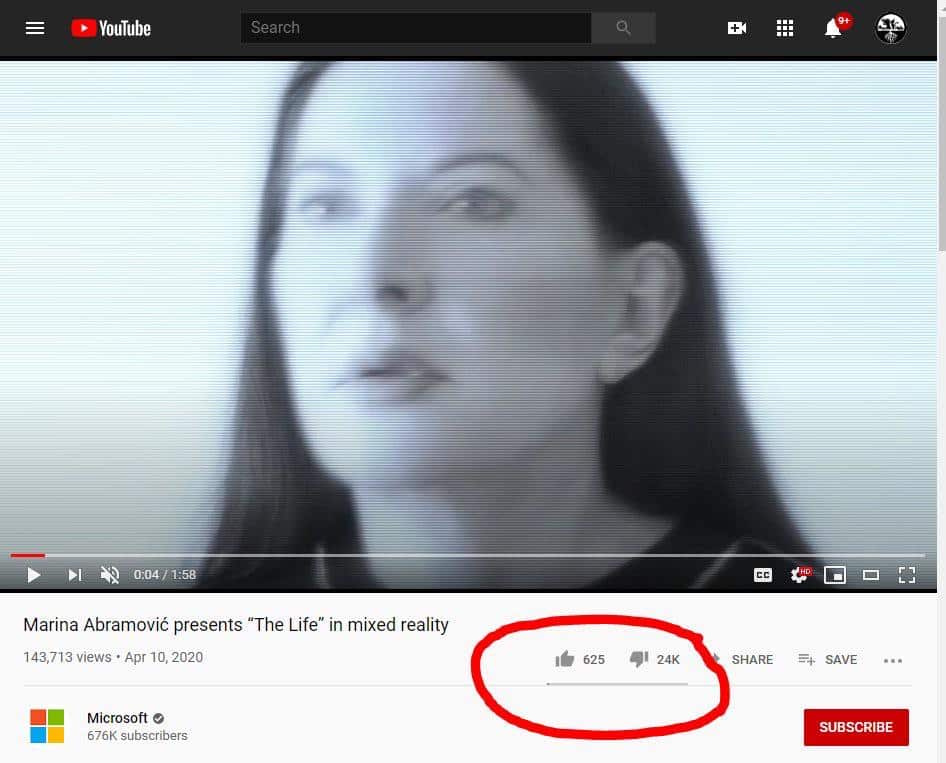 YouTube Search 9+
0:04 / 1:58 CC HD
Marina Abramović presents “The Life” in mixed reality
143,713 views • Apr 10, 2020 625 24K SHARE SAVE
Microsoft
676K subscribers
SUBSCRIBE